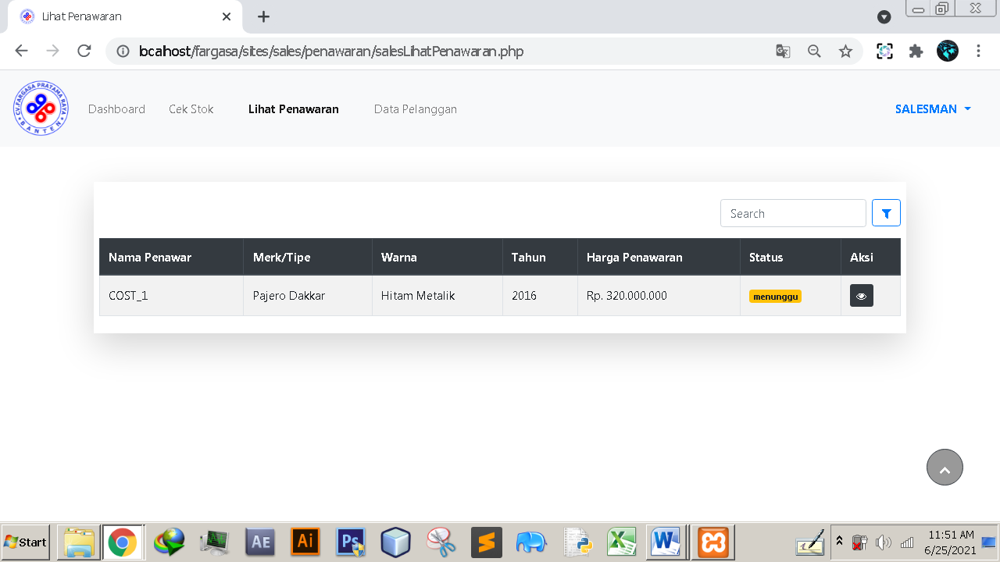 Lihat Penawaran
localhost/fargasa/sites/sales/penawaran/salesLihatPenawaran.php
CV.FARGASA PRATAMA RAYA
BANTEN
Dashboard Cek Stok Lihat Penawaran Data Pelanggan SALESMAN
Search
Nama Penawar Merk/Tipe Warna Tahun Harga Penawaran Status Aksi
COST_1 Pajero Dakkar Hitam Metalik 2016 Rp. 320.000.000 menunggu
Start AE Ai Ps S W 11:51 AM
6/25/2021